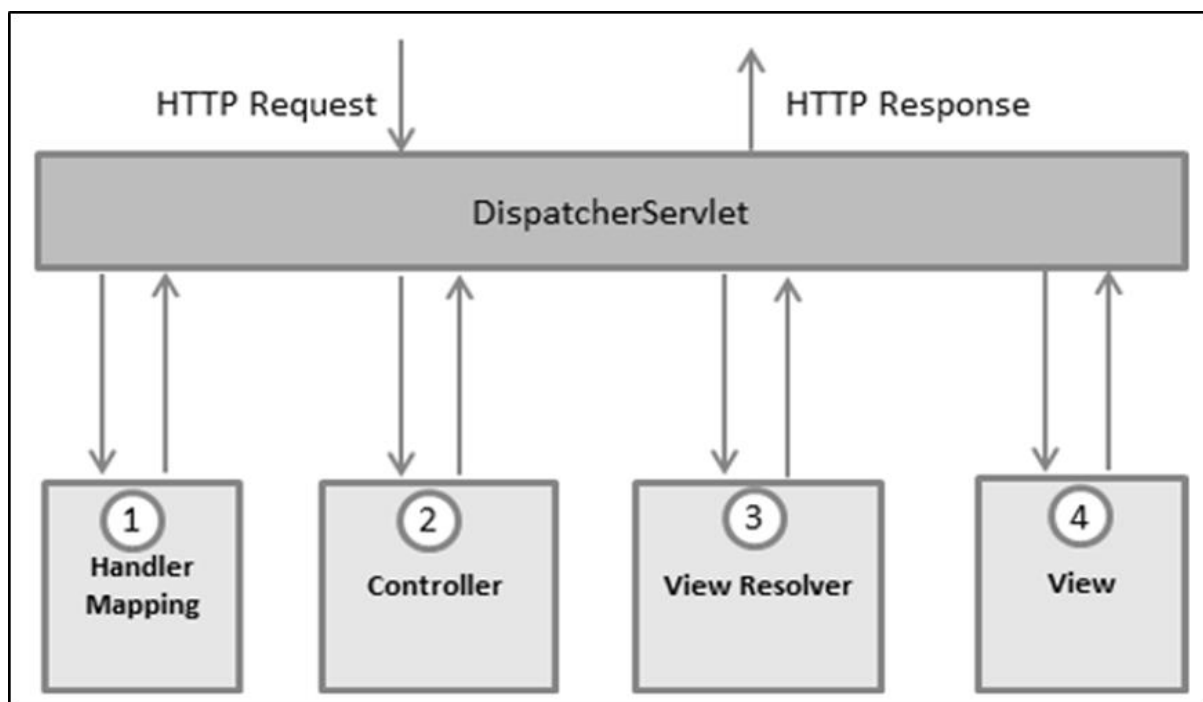 HTTP Request
HTTP Response
DispatcherServlet
1
Handler
Mapping
2
Controller
3
View Resolver
4
View